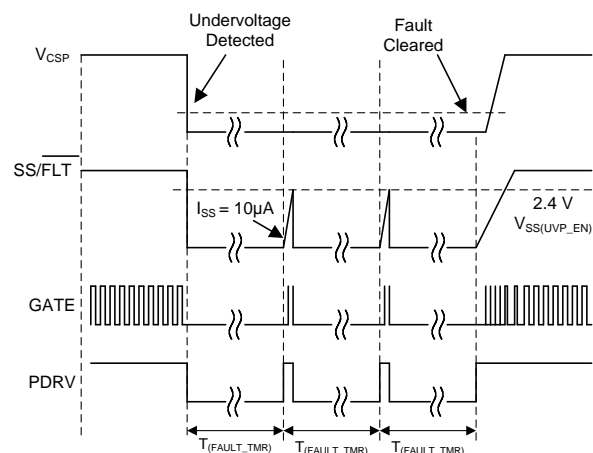 Undervoltage
Detected
Fault
Cleared
VCSP
SS/FLT
ISS = 10µA
2.4 V
VSS(UVP_EN)
GATE
PDRV
T(FAULT_TMR)
T(FAULT_TMR)
T(FAULT_TMR)